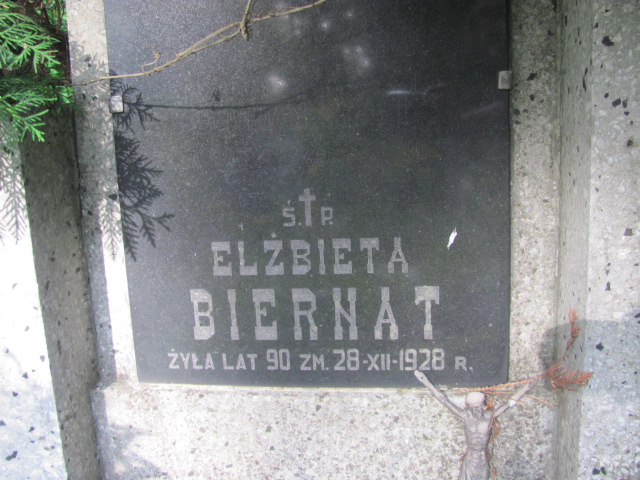 Ś.†P.
ELŻBIETA
BIERNAT
ŻYŁA LAT 90 ZM. 28-XII-1928 R.